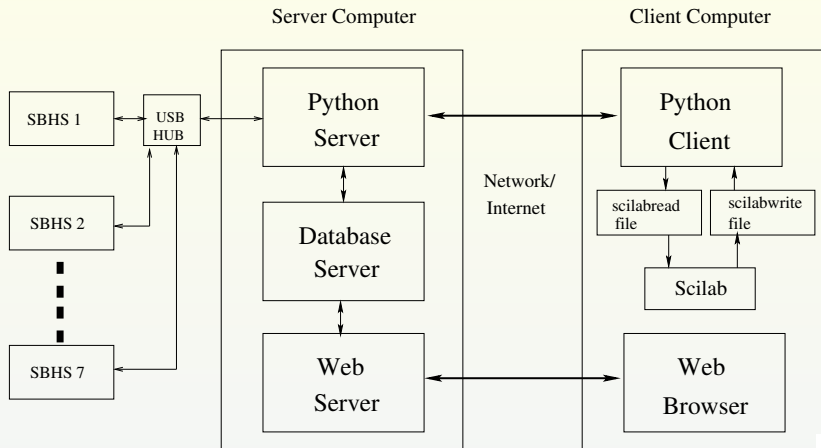 Server Computer
Client Computer
SBHS 1
USB
HUB
Python
Server
Python
Client
SBHS 2
Network/
Internet
scilabread
file
scilabwrite
file
Database
Server
Scilab
SBHS 7
Web
Server
Web
Browser